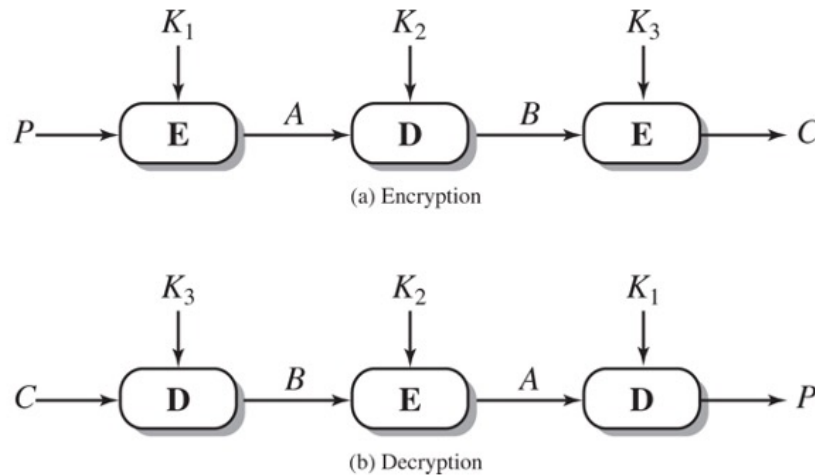 K₁ K₂ K₃
P E A D B E C
(a) Encryption
K₃ K₂ K₁
C D B E A D P
(b) Decryption